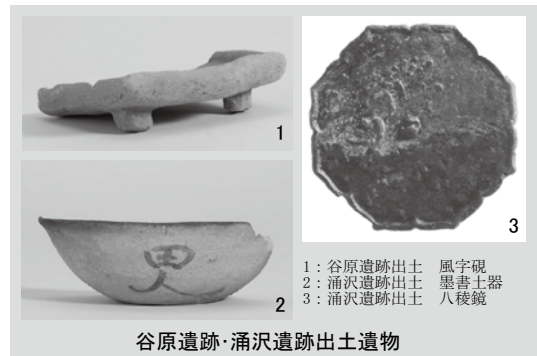 1
2
田人
3
1：谷原遺跡出土　風字硯
2：涌沢遺跡出土　墨書土器
3：涌沢遺跡出土　八稜鏡
谷原遺跡･涌沢遺跡出土遺物